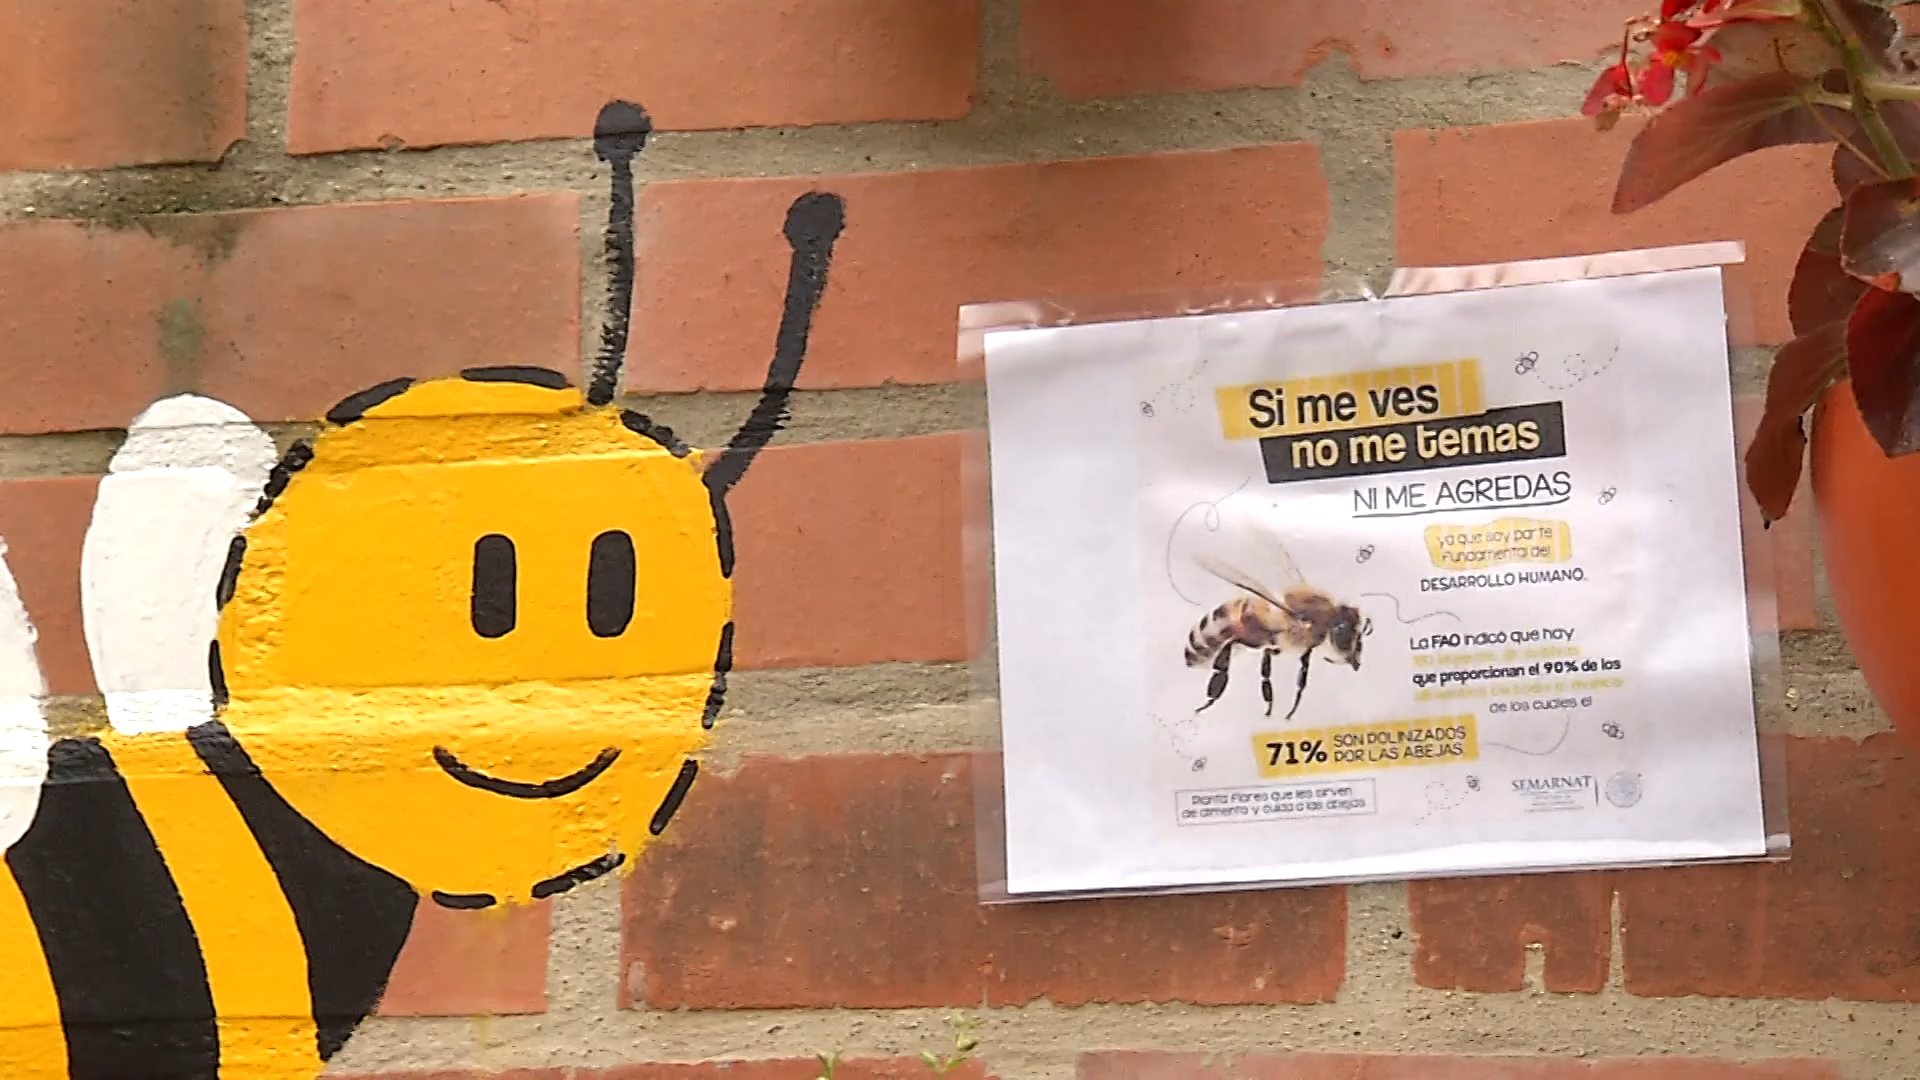 Si me ves
no me temas
NI ME AGREDAS
ya que soy parte
fundamental del
DESARROLLO HUMANO.
La FAO indicó que hay
que proporcionan el 90% de los
de los cuales el
71% SON POLINIZADOS
POR LAS ABEJAS
Planta flores que les sirven
de alimento y cuida a las abejas
SEMARNAT